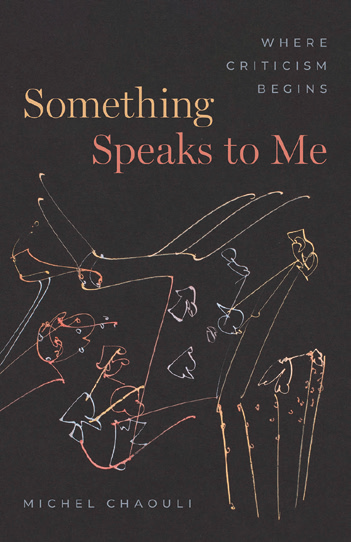 WHERE
CRITICISM
BEGINS
Something
Speaks to Me
MICHEL CHAOULI